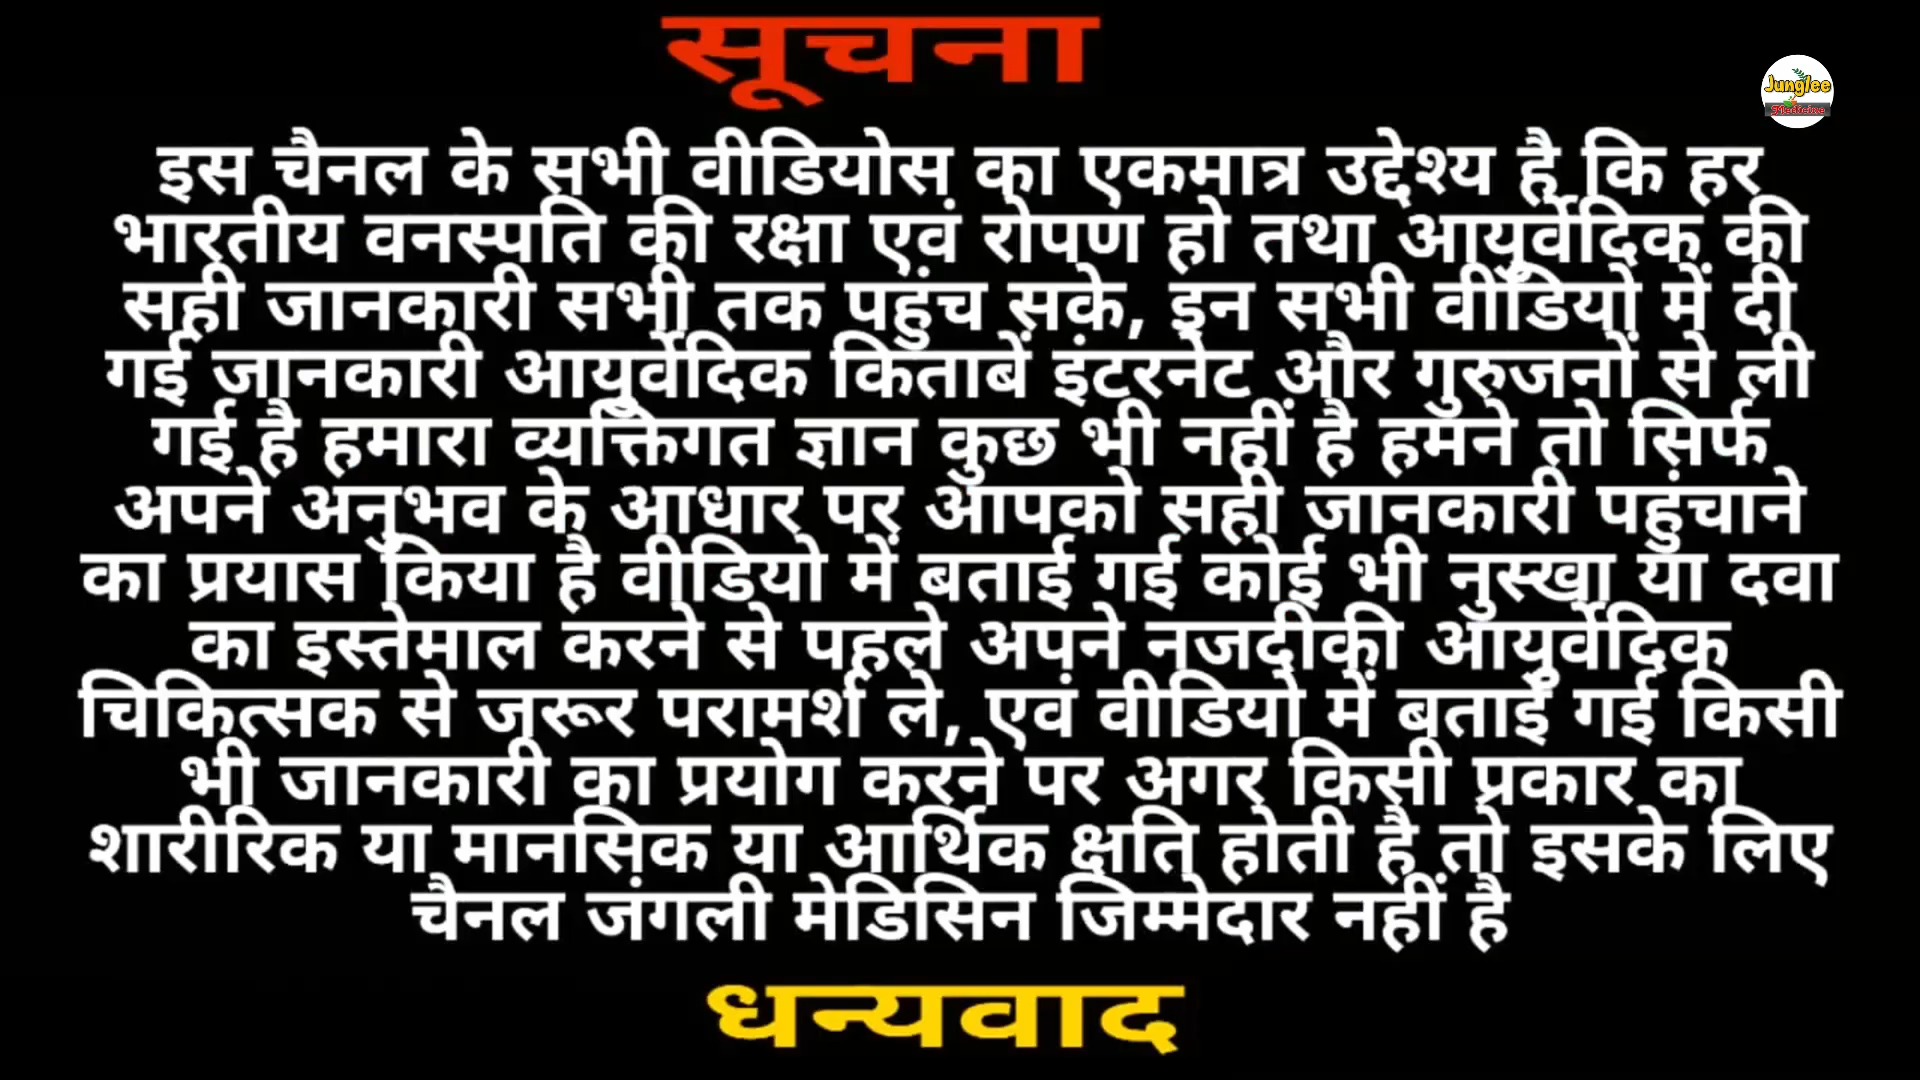 सूचना
Junglee
Medicine
इस चैनल के सभी वीडियोस का एकमात्र उद्देश्य है कि हर
भारतीय वनस्पति की रक्षा एवं रोपण हो तथा आयुर्वेदिक की
सही जानकारी सभी तक पहुंच सके, इन सभी वीडियो में दी
गई जानकारी आयुर्वेदिक किताबें इंटरनेट और गुरुजनों से ली
गई है हमारा व्यक्तिगत ज्ञान कुछ भी नहीं है हमने तो सिर्फ
अपने अनुभव के आधार पर आपको सही जानकारी पहुंचाने
का प्रयास किया है वीडियो में बताई गई कोई भी नुस्खा या दवा
का इस्तेमाल करने से पहले अपने नजदीकी आयुर्वेदिक
चिकित्सक से जरूर परामर्श ले, एवं वीडियो में बताई गई किसी
भी जानकारी का प्रयोग करने पर अगर किसी प्रकार का
शारीरिक या मानसिक या आर्थिक क्षति होती है तो इसके लिए
चैनल जंगली मेडिसिन जिम्मेदार नहीं है
धन्यवाद